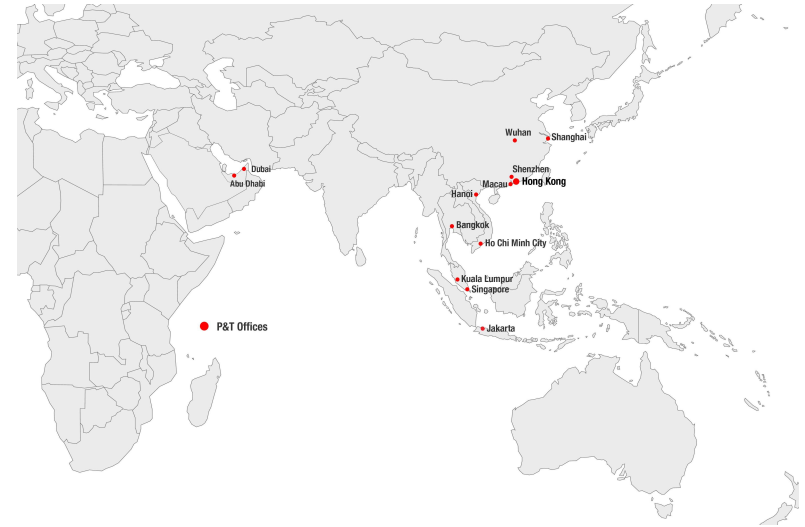 Wuhan
Shanghai
Shenzhen
Hong Kong
Macau
Hanoi
Dubai
Abu Dhabi
Bangkok
Ho Chi Minh City
Kuala Lumpur
Singapore
P&T Offices
Jakarta